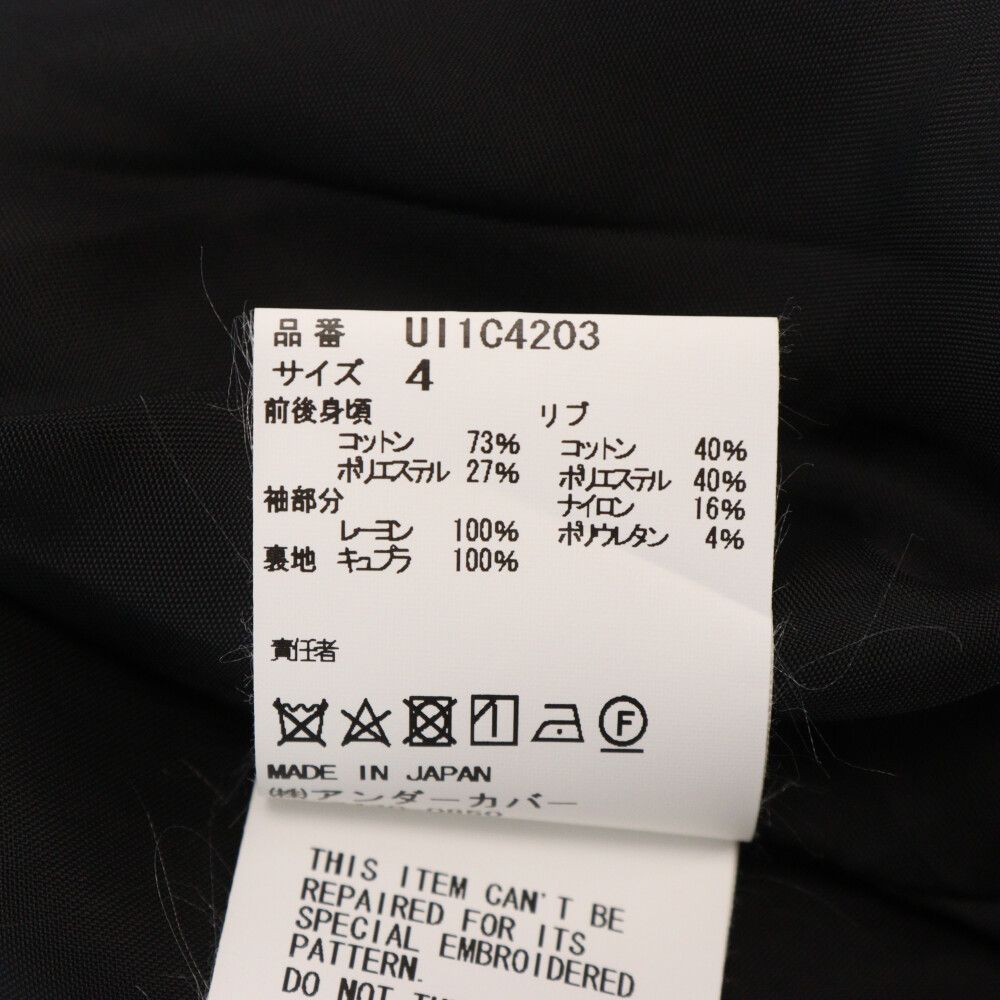 品番 UI1C4203
サイズ 4
前後身頃
コットン 73%
ポリエステル 27%
袖部分
レーヨン 100%
裏地 キュプラ 100%
リブ
コットン 40%
ポリエステル 40%
ナイロン 16%
ポリウレタン 4%
責任者
F
MADE IN JAPAN
(株)アンダーカバー
THIS ITEM CAN'T BE
REPAIRED FOR ITS
SPECIAL EMBROIDERED
PATTERN.
DO NOT